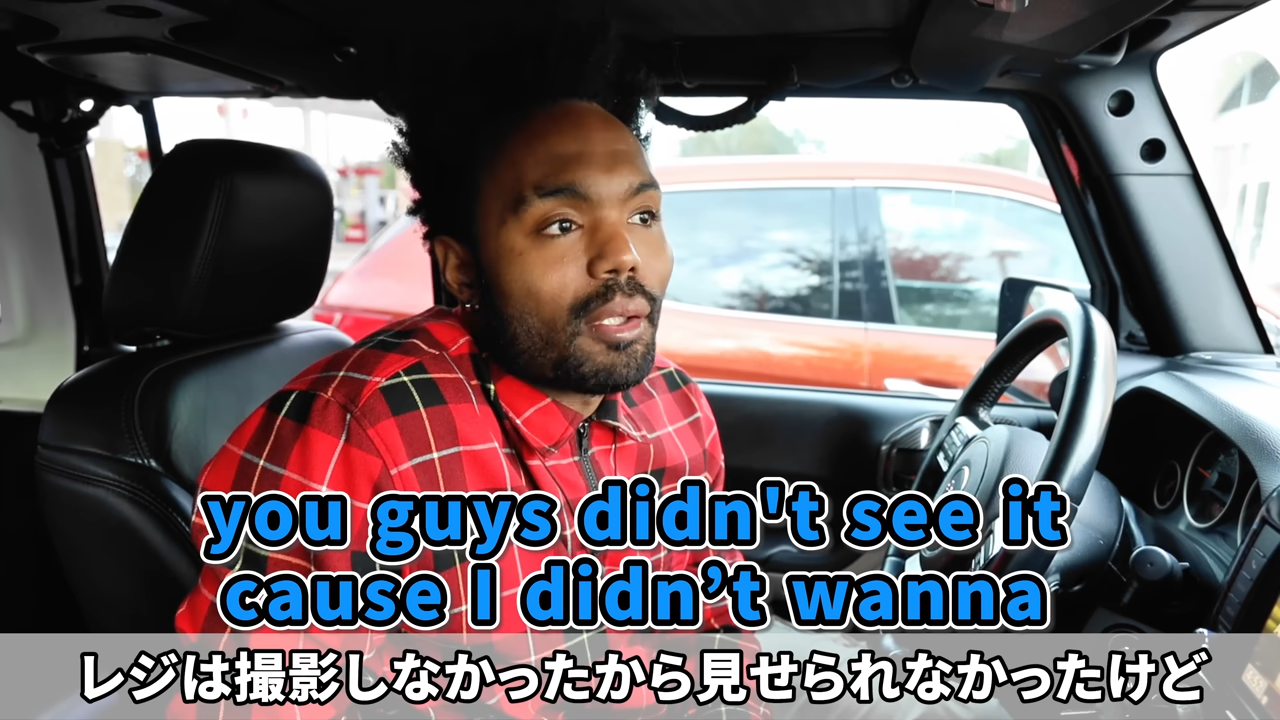 you guys didn't see it
cause I didn’t wanna
レジは撮影しなかったから見せられなかったけど